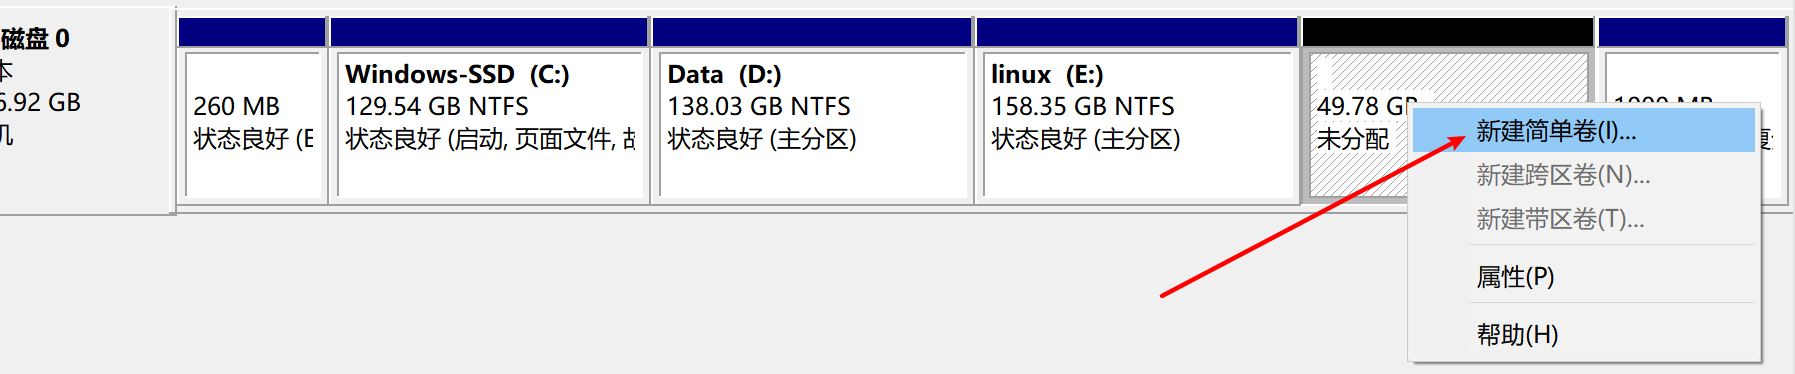 磁盘 0
本
6.92 GB
机
260 MB
状态良好 (E
Windows-SSD (C:)
129.54 GB NTFS
状态良好 (启动, 页面文件, 故
Data (D:)
138.03 GB NTFS
状态良好 (主分区)
linux (E:)
158.35 GB NTFS
状态良好 (主分区)
49.78 GB
未分配
1000 MB
新建简单卷(I)...
新建跨区卷(N)...
新建带区卷(T)...
属性(P)
帮助(H)